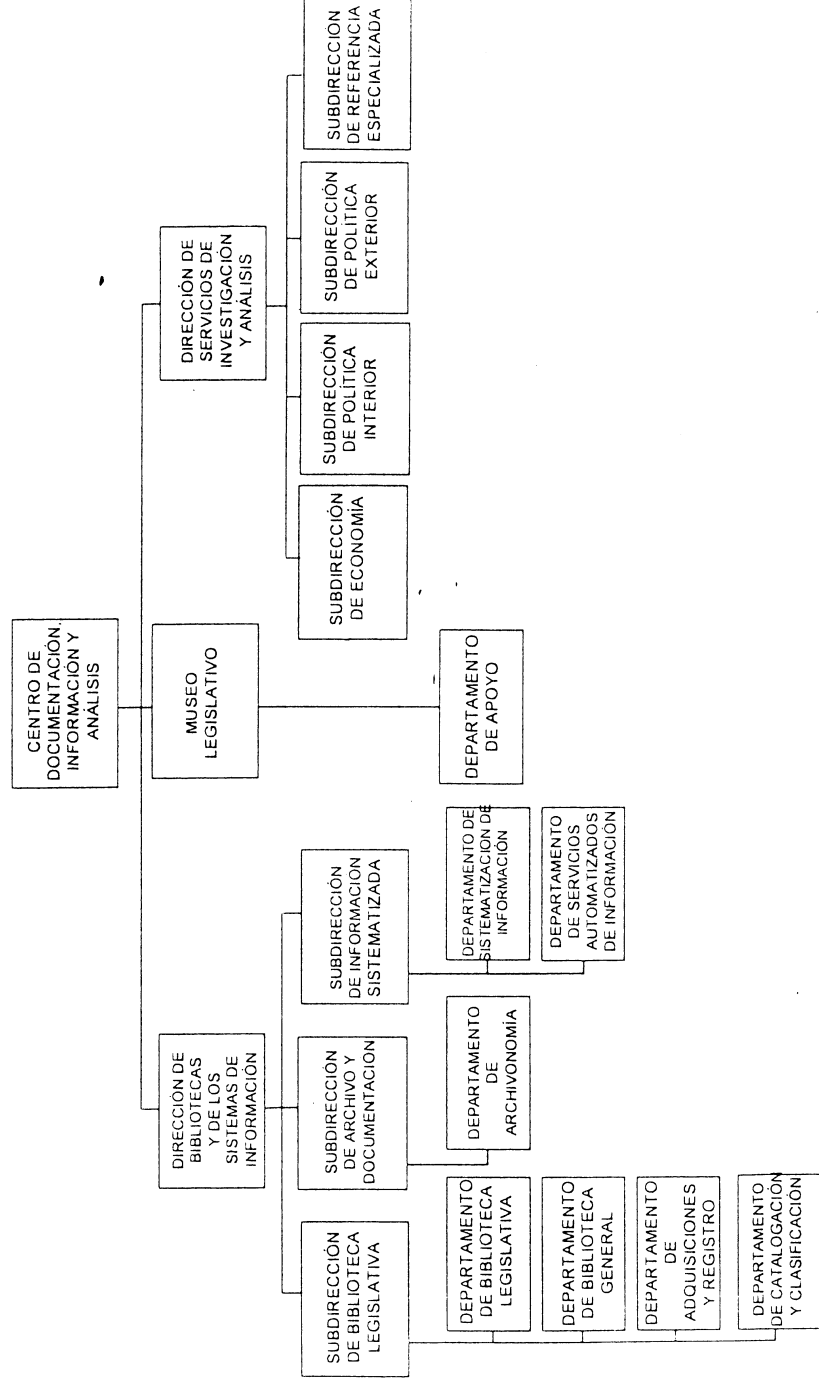 CENTRO DE
DOCUMENTACIÓN,
INFORMACIÓN Y
ANÁLISIS
DIRECCIÓN DE
BIBLIOTECAS
Y DE LOS
SISTEMAS DE
INFORMACIÓN
MUSEO
LEGISLATIVO
DIRECCIÓN DE
SERVICIOS DE
INVESTIGACIÓN
Y ANÁLISIS
SUBDIRECCIÓN
DE BIBLIOTECA
LEGISLATIVA
SUBDIRECCIÓN
DE ARCHIVO Y
DOCUMENTACION
SUBDIRECCIÓN
DE INFORMACION
SISTEMATIZADA
SUBDIRECCIÓN
DE ECONOMÍA
SUBDIRECCIÓN
DE POLÍTICA
INTERIOR
SUBDIRECCIÓN
DE POLÍTICA
EXTERIOR
SUBDIRECCIÓN
DE REFERENCIA
ESPECIALIZADA
DEPARTAMENTO
DE BIBLIOTECA
LEGISLATIVA
DEPARTAMENTO
DE
ARCHIVONOMÍA
DEPARTAMENTO DE
SISTEMATIZACION DE
INFORMACIÓN
DEPARTAMENTO
DE APOYO
DEPARTAMENTO
DE BIBLIOTECA
GENERAL
DEPARTAMENTO
DE SERVICIOS
AUTOMATIZADOS
DE INFORMACIÓN
DEPARTAMENTO
DE
ADQUISICIONES
Y REGISTRO
DEPARTAMENTO
DE CATALOGACIÓN
Y CLASIFICACIÓN